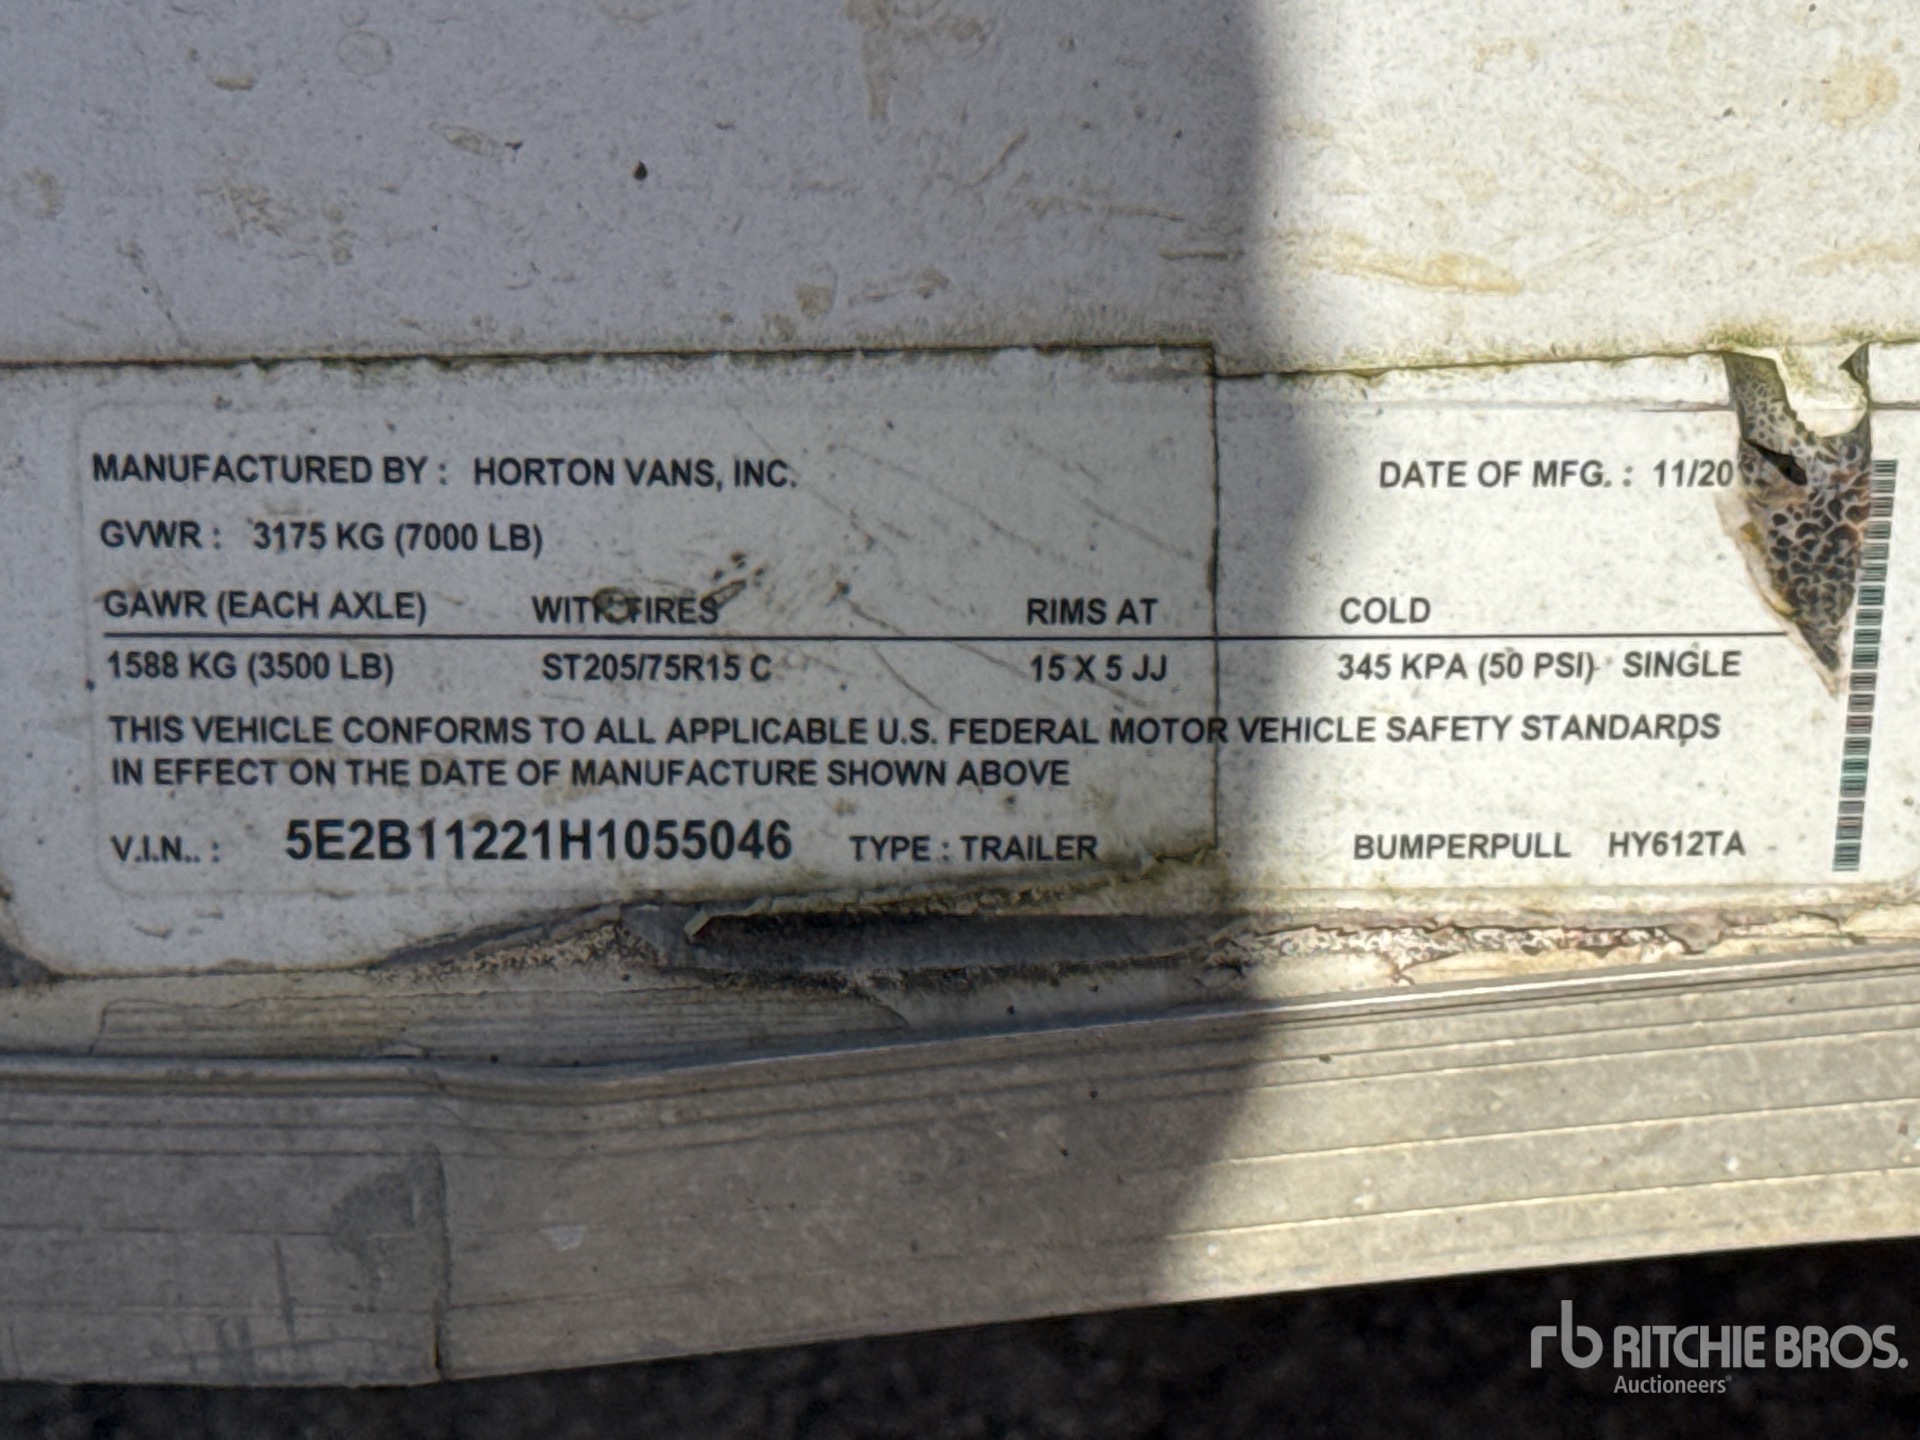 MANUFACTURED BY : HORTON VANS, INC. DATE OF MFG. : 11/20
GVWR : 3175 KG (7000 LB)
GAWR (EACH AXLE) WITH TIRES RIMS AT COLD
1588 KG (3500 LB) ST205/75R15 C 15 X 5 JJ 345 KPA (50 PSI) SINGLE
THIS VEHICLE CONFORMS TO ALL APPLICABLE U.S. FEDERAL MOTOR VEHICLE SAFETY STANDARDS
IN EFFECT ON THE DATE OF MANUFACTURE SHOWN ABOVE
V.I.N.. : 5E2B11221H1055046 TYPE : TRAILER BUMPERPULL HY612TA
rb RITCHIE BROS.
Auctioneers